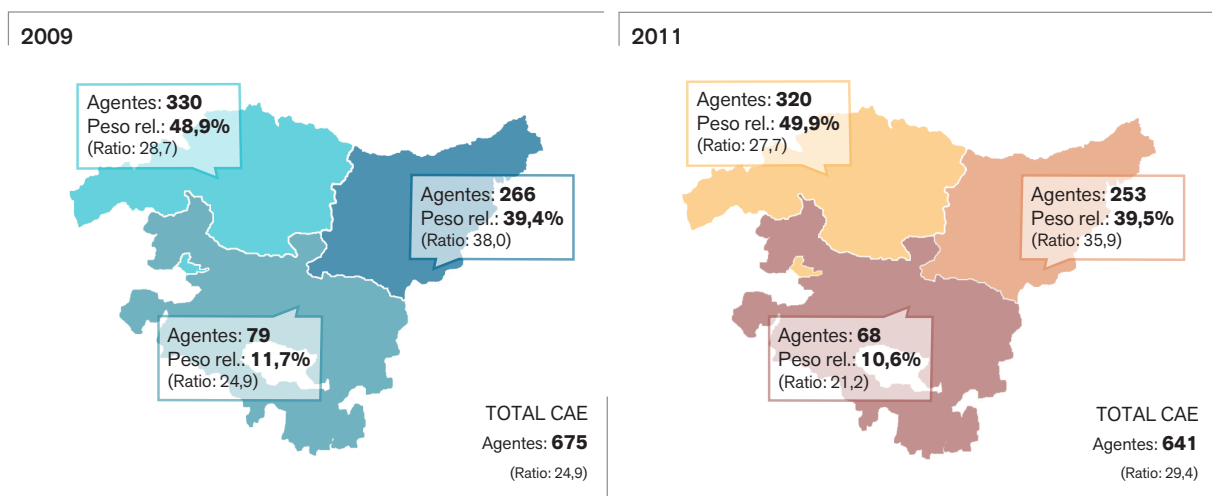 2009
Agentes: 330
Peso rel.: 48,9%
(Ratio: 28,7)
Agentes: 266
Peso rel.: 39,4%
(Ratio: 38,0)
Agentes: 79
Peso rel.: 11,7%
(Ratio: 24,9)
TOTAL CAE
Agentes: 675
(Ratio: 24,9)
2011
Agentes: 320
Peso rel.: 49,9%
(Ratio: 27,7)
Agentes: 253
Peso rel.: 39,5%
(Ratio: 35,9)
Agentes: 68
Peso rel.: 10,6%
(Ratio: 21,2)
TOTAL CAE
Agentes: 641
(Ratio: 29,4)